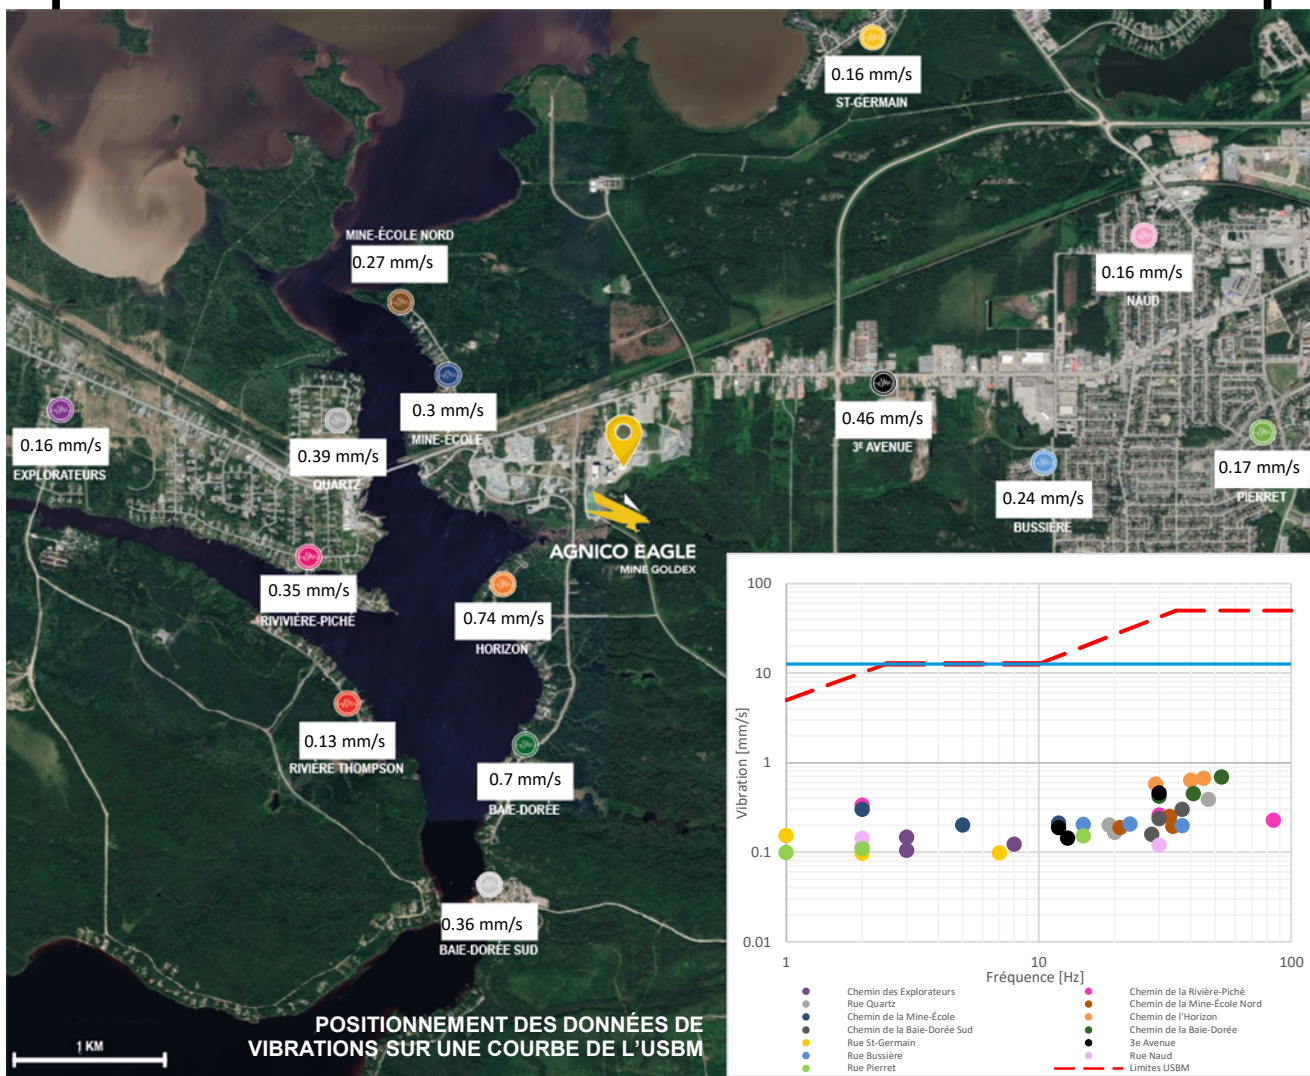 0.16 mm/s
ST-GERMAIN
MINE-ÉCOLE NORD
0.27 mm/s
0.16 mm/s
NAUD
0.3 mm/s
MINE-ÉCOLE
0.16 mm/s
EXPLORATEURS
0.39 mm/s
QUARTZ
0.46 mm/s
3E AVENUE
0.17 mm/s
PIERRET
0.24 mm/s
BUSSIÈRE
AGNICO EAGLE
MINE GOLDEX
0.35 mm/s
RIVIVIÈRE-PICHÉ
0.74 mm/s
HORIZON
0.13 mm/s
RIVIÈRE THOMPSON
0.7 mm/s
BAIE-DORÉE
0.36 mm/s
BAIE-DORÉE SUD
POSITIONNEMENT DES DONNÉES DE
VIBRATIONS SUR UNE COURBE DE L'USBM
1 KM
Vibration [mm/s]
100
10
1
0.1
0.01
1
10
100
Fréquence [Hz]
Chemin des Explorateurs
Chemin de la Rivière-Piché
Rue Quartz
Chemin de la Mine-École Nord
Chemin de la Mine-École
Chemin de l'Horizon
Chemin de la Baie-Dorée Sud
Chemin de la Baie-Dorée
Rue St-Germain
3e Avenue
Rue Bussière
Rue Naud
Rue Pierret
Limites USBM